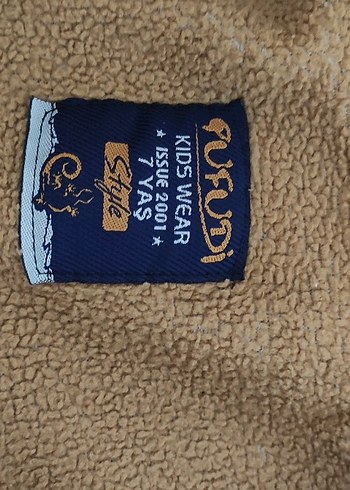 PUFUDİ
KIDS WEAR
★ ISSUE 2001 ★
7 YAŞ
Style